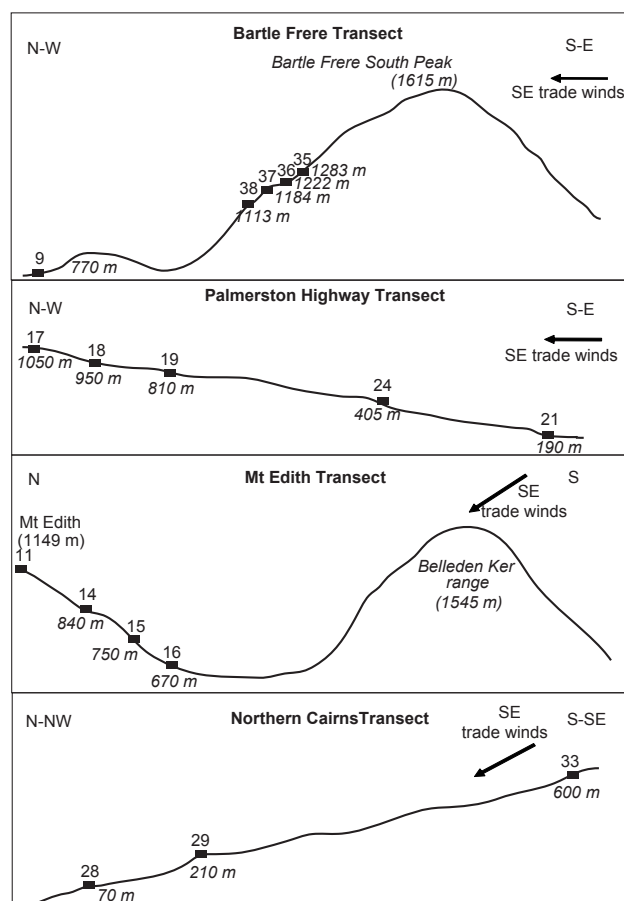 Bartle Frere Transect
N-W
S-E
Bartle Frere South Peak
(1615 m)
SE trade winds
35
36
37
38
1283 m
1222 m
1184 m
1113 m
9
770 m
Palmerston Highway Transect
N-W
S-E
SE trade winds
17
1050 m
18
950 m
19
810 m
24
405 m
21
190 m
N
Mt Edith Transect
SE
trade winds
S
Mt Edith
(1149 m)
11
Belleden Ker
range
(1545 m)
14
840 m
15
750 m
16
670 m
N-NW
Northern CairnsTransect
SE
trade winds
S-SE
33
600 m
29
210 m
28
70 m